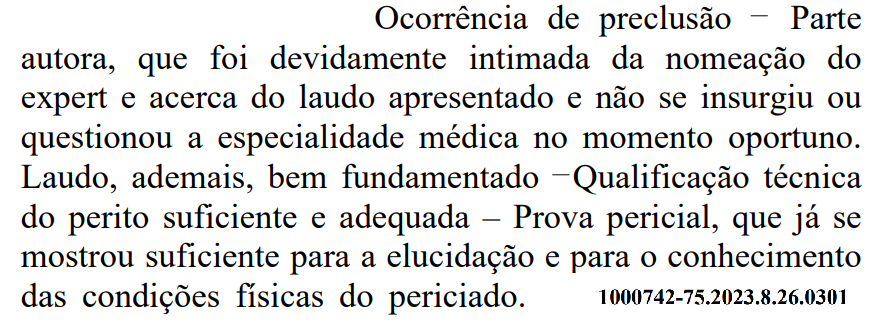 Ocorrência de preclusão − Parte
autora, que foi devidamente intimada da nomeação do
expert e acerca do laudo apresentado e não se insurgiu ou
questionou a especialidade médica no momento oportuno.
Laudo, ademais, bem fundamentado −Qualificação técnica
do perito suficiente e adequada – Prova pericial, que já se
mostrou suficiente para a elucidação e para o conhecimento
das condições físicas do periciado. 1000742-75.2023.8.26.0301